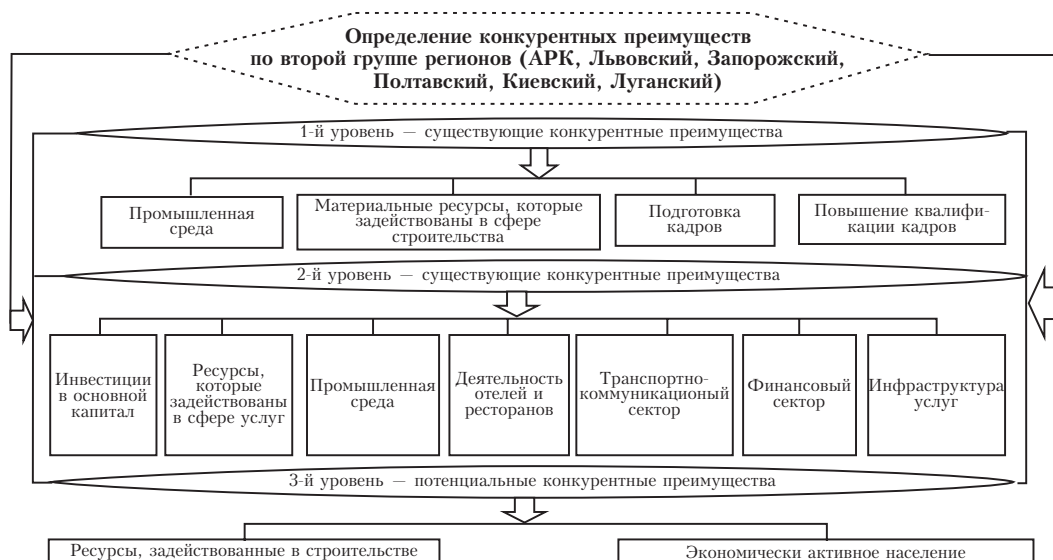 Определение конкурентных преимуществ
по второй группе регионов (АРК, Львовский, Запорожский,
Полтавский, Киевский, Луганский)
1-й уровень — существующие конкурентные преимущества
Промышленная
среда
Материальные ресурсы, которые
задействованы в сфере
строительства
Подготовка
кадров
Повышение квалифи-
кации кадров
2-й уровень — существующие конкурентные преимущества
Инвестиции
в основной
капитал
Ресурсы,
которые
задействованы
в сфере услуг
Промышленная
среда
Деятельность
отелей и
ресторанов
Транспортно-
коммуникационый
сектор
Финансовый
сектор
Инфраструктура
услуг
3-й уровень — потенциальные конкурентные преимущества
Ресурсы, задействованные в строительстве
Экономически активное население